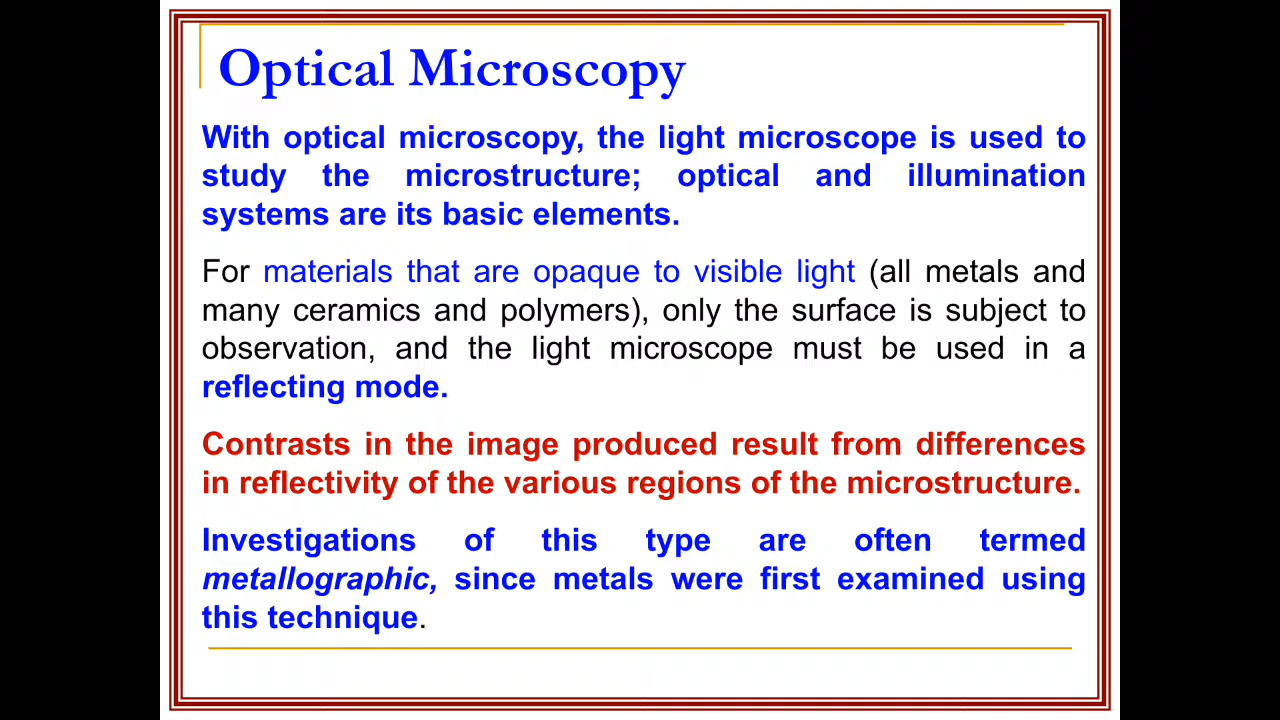 Optical Microscopy
With optical microscopy, the light microscope is used to
study the microstructure; optical and illumination
systems are its basic elements.
For materials that are opaque to visible light (all metals and
many ceramics and polymers), only the surface is subject to
observation, and the light microscope must be used in a
reflecting mode.
Contrasts in the image produced result from differences
in reflectivity of the various regions of the microstructure.
Investigations of this type are often termed
metallographic, since metals were first examined using
this technique.